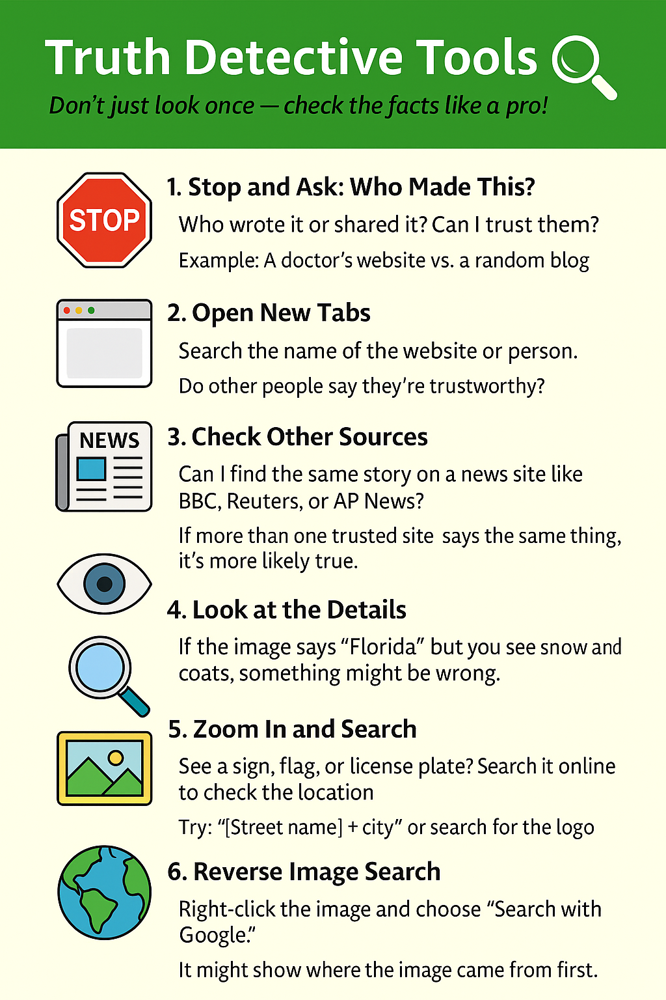 Truth Detective Tools
Don't just look once — check the facts like a pro!
STOP
1. Stop and Ask: Who Made This?
Who wrote it or shared it? Can I trust them?
Example: A doctor's website vs. a random blog
2. Open New Tabs
Search the name of the website or person.
Do other people say they're trustworthy?
NEWS
3. Check Other Sources
Can I find the same story on a news site like
BBC, Reuters, or AP News?
If more than one trusted site says the same thing,
it's more likely true.
4. Look at the Details
If the image says “Florida” but you see snow and
coats, something might be wrong.
5. Zoom In and Search
See a sign, flag, or license plate? Search it online
to check the location
Try: “[Street name] + city” or search for the logo
6. Reverse Image Search
Right-click the image and choose “Search with
Google.”
It might show where the image came from first.